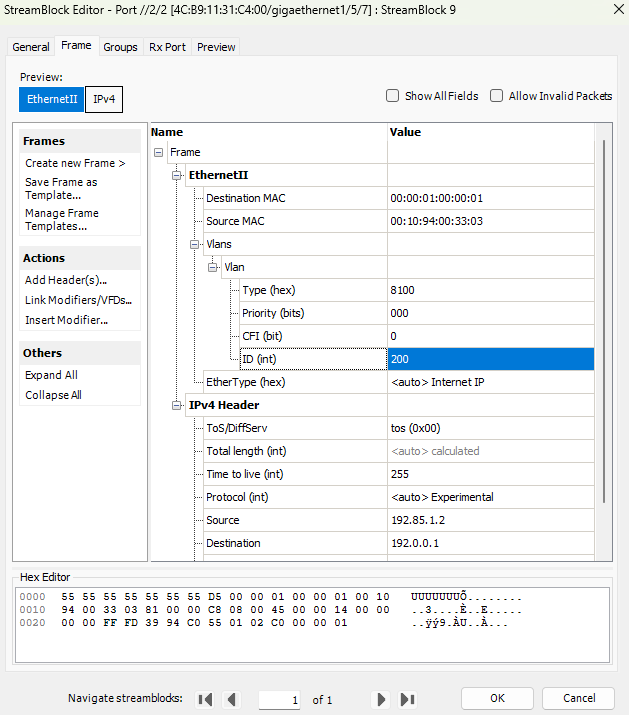 StreamBlock Editor - Port //2/2 [4C:B9:11:31:C4:00/gigaethernet1/5/7] : StreamBlock 9
General Frame Groups Rx Port Preview
Preview:
EthernetII IPv4
Show All Fields Allow Invalid Packets
Frames
Create new Frame >
Save Frame as
Template...
Manage Frame
Templates...
Actions
Add Header(s)...
Link Modifiers/VFDs...
Insert Modifier...
Others
Expand All
Collapse All
Name Value
Frame
EthernetII
Destination MAC 00:00:01:00:00:01
Source MAC 00:10:94:00:33:03
Vlans
Vlan
Type (hex) 8100
Priority (bits) 000
CFI (bit) 0
ID (int) 200
EtherType (hex) <auto> Internet IP
IPv4 Header
ToS/DiffServ tos (0x00)
Total length (int) <auto> calculated
Time to live (int) 255
Protocol (int) <auto> Experimental
Source 192.85.1.2
Destination 192.0.0.1
Hex Editor
0000 55 55 55 55 55 55 55 D5 00 00 01 00 00 01 00 10 UUUUUUUÕ........
0010 94 00 33 03 81 00 00 C8 08 00 45 00 00 14 00 00 ..3....È..E.....
0020 00 00 FF FD 39 94 C0 55 01 02 C0 00 00 01 ..ÿý9.ÀU..À...
Navigate streamblocks: 1 of 1 OK Cancel